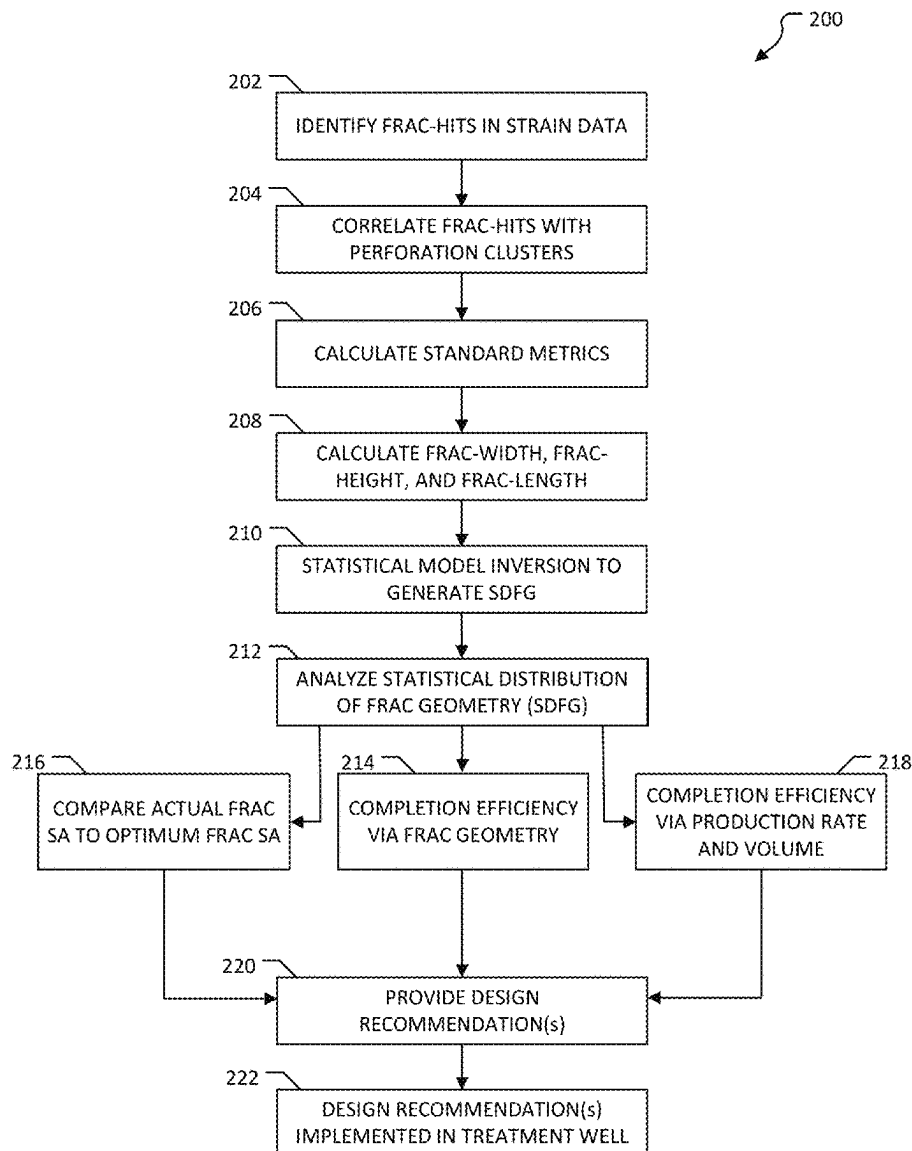 200
202
IDENTIFY FRAC-HITS IN STRAIN DATA
204
CORRELATE FRAC-HITS WITH
PERFORATION CLUSTERS
206
CALCULATE STANDARD METRICS
208
CALCULATE FRAC-WIDTH, FRAC-
HEIGHT, AND FRAC-LENGTH
210
STATISTICAL MODEL INVERSION TO
GENERATE SDFG
212
ANALYZE STATISTICAL DISTRIBUTION
OF FRAC GEOMETRY (SDFG)
216
COMPARE ACTUAL FRAC
SA TO OPTIMUM FRAC SA
214
COMPLETION EFFICIENCY
VIA FRAC GEOMETRY
218
COMPLETION EFFICIENCY
VIA PRODUCTION RATE
AND VOLUME
220
PROVIDE DESIGN
RECOMMENDATION(s)
222
DESIGN RECOMMENDATION(s)
IMPLEMENTED IN TREATMENT WELL